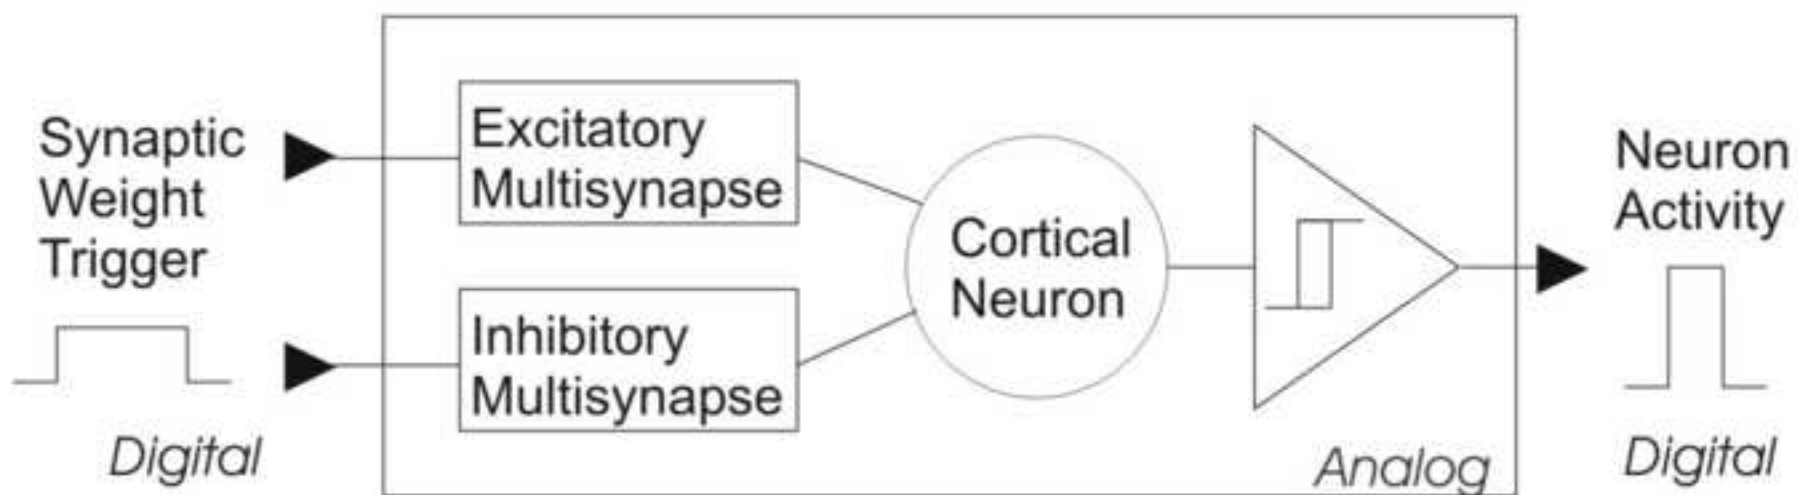 Synaptic
Weight
Trigger
Digital
Excitatory
Multisynapse
Inhibitory
Multisynapse
Cortical
Neuron
Analog
Neuron
Activity
Digital